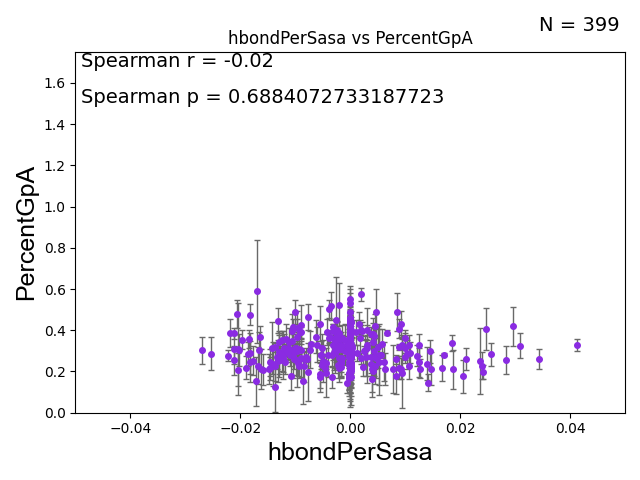 N = 399
hbondPerSasa vs PercentGpA
Spearman r = -0.02
Spearman p = 0.6884072733187723
1.6
1.4
1.2
1.0
0.8
0.6
0.4
0.2
0.0
PercentGpA
−0.04 −0.02 0.00 0.02 0.04
hbondPerSasa